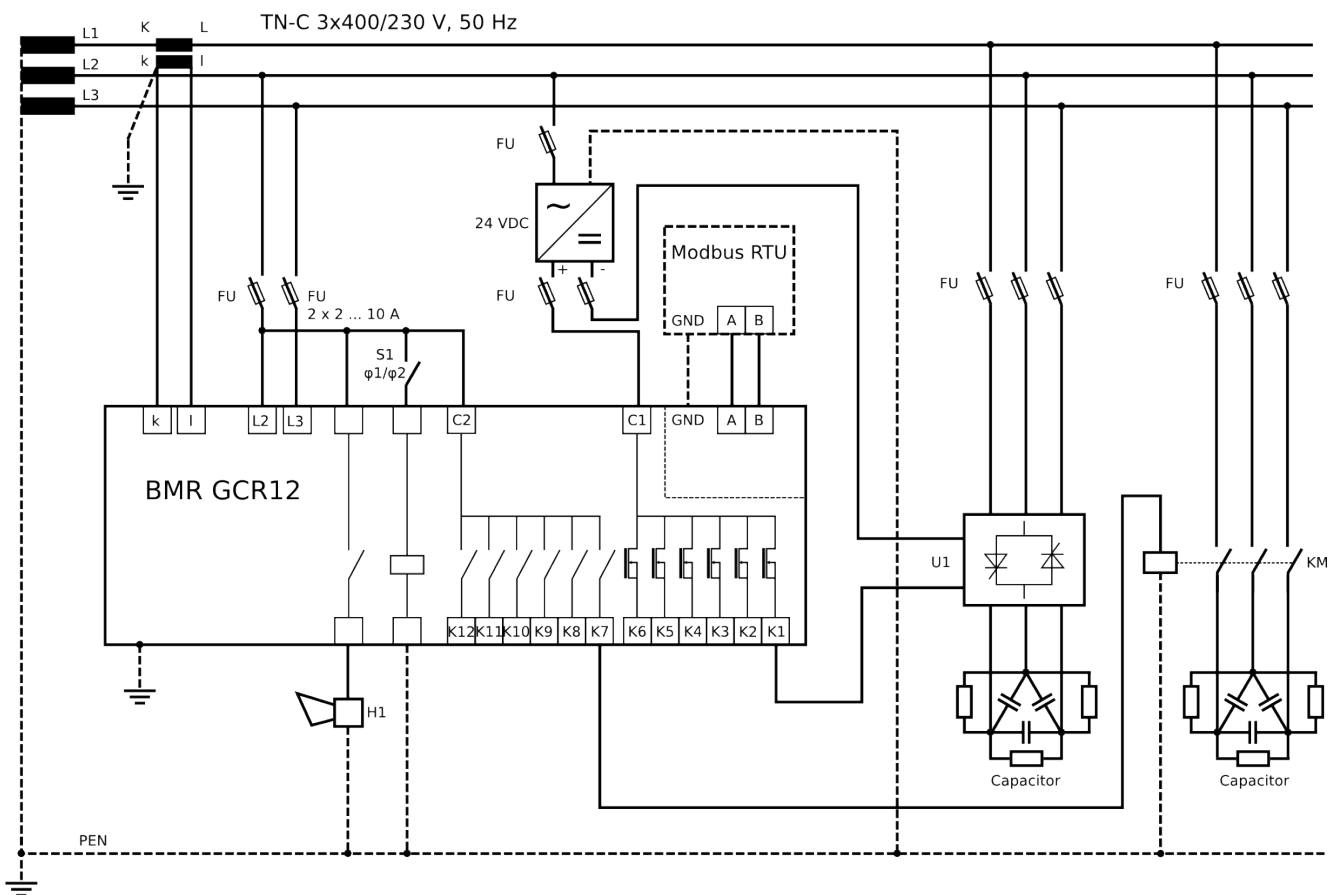 TN-C 3x400/230 V, 50 Hz
L1
K
L
L2
k
l
L3
FU
24 VDC
+
-
Modbus RTU
FU
FU
2 x 2 ... 10 A
FU
GND
A
B
FU
FU
S1
φ1/φ2
k
l
L2
L3
C2
C1
GND
A
B
BMR GCR12
U1
KM
K12
K11
K10
K9
K8
K7
K6
K5
K4
K3
K2
K1
H1
Capacitor
Capacitor
PEN